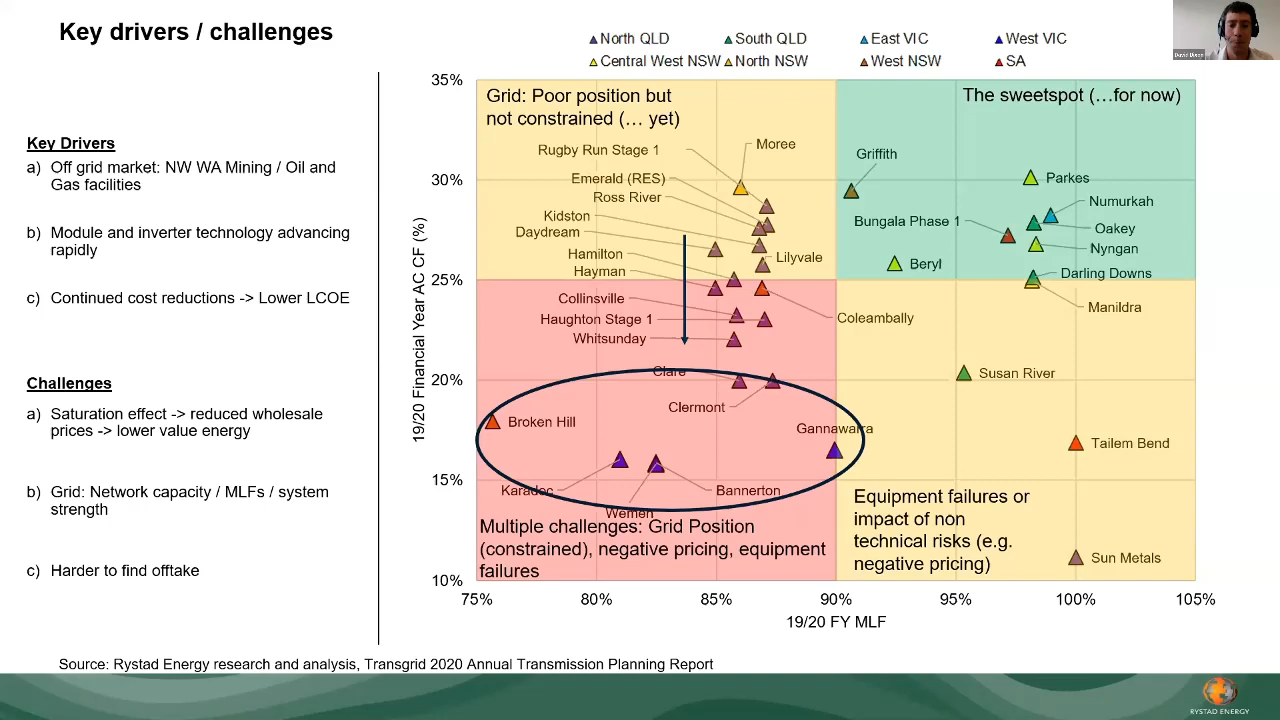 Key drivers / challenges
David Dixon
North QLD
South QLD
East VIC
West VIC
Central West NSW
North NSW
West NSW
SA
Key Drivers
a) Off grid market: NW WA Mining / Oil and
Gas facilities
b) Module and inverter technology advancing
rapidly
c) Continued cost reductions -> Lower LCOE
Challenges
a) Saturation effect -> reduced wholesale
prices -> lower value energy
b) Grid: Network capacity / MLFs / system
strength
c) Harder to find offtake
19/20 Financial Year AC CF (%)
35%
30%
25%
20%
15%
10%
Grid: Poor position but
not constrained (… yet)
The sweetspot (…for now)
Rugby Run Stage 1
Moree
Emerald (RES)
Ross River
Kidston
Daydream
Hamilton
Lilyvale
Hayman
Collinsville
Haughton Stage 1
Coleambally
Whitsunday
Clare
Clermont
Broken Hill
Gannawarra
Karadoc
Bannerton
Wemen
Griffith
Parkes
Numurkah
Bungala Phase 1
Oakey
Nyngan
Beryl
Darling Downs
Manildra
Susan River
Tailem Bend
Sun Metals
Multiple challenges: Grid Position
(constrained), negative pricing, equipment
failures
Equipment failures or
impact of non
technical risks (e.g.
negative pricing)
75%
80%
85%
90%
95%
100%
105%
19/20 FY MLF
Source: Rystad Energy research and analysis, Transgrid 2020 Annual Transmission Planning Report
RYSTAD ENERGY